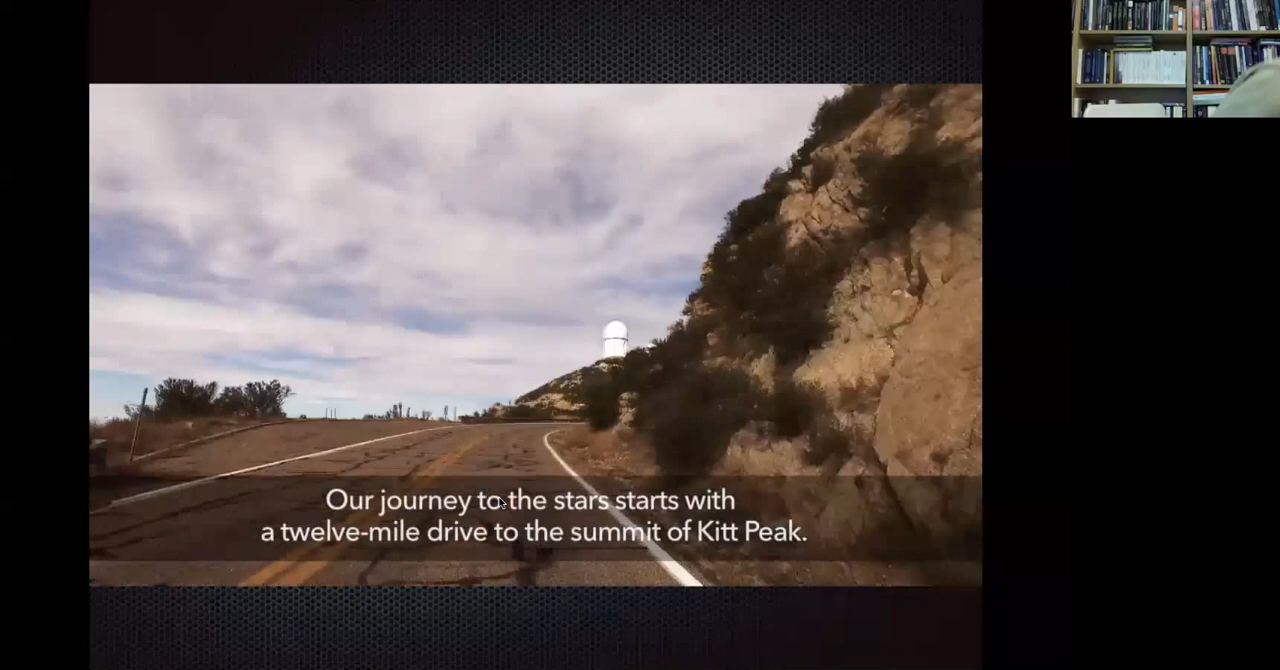 Our journey to the stars starts with
a twelve-mile drive to the summit of Kitt Peak.